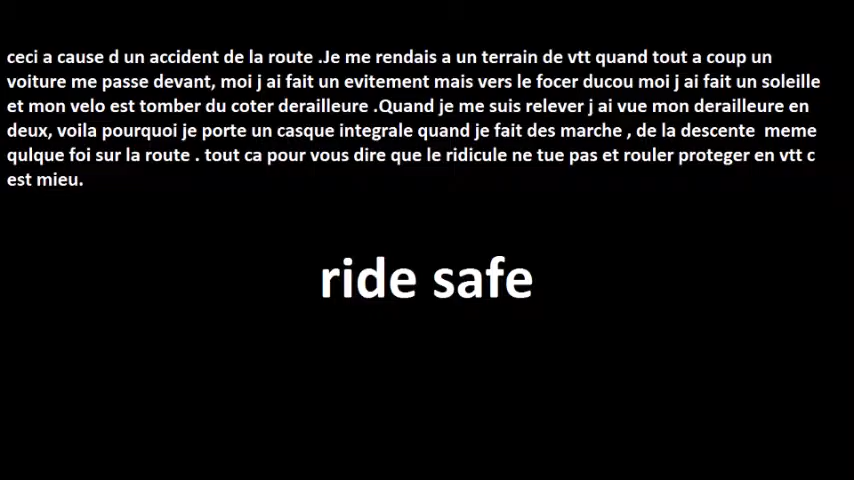 ceci a cause d un accident de la route .Je me rendais a un terrain de vtt quand tout a coup un
voiture me passe devant, moi j ai fait un evitement mais vers le focer ducou moi j ai fait un soleille
et mon velo est tomber du coter derailleure .Quand je me suis relever j ai vue mon derailleure en
deux, voila pourquoi je porte un casque integrale quand je fait des marche , de la descente  meme
qulque foi sur la route . tout ca pour vous dire que le ridicule ne tue pas et rouler proteger en vtt c
est mieu.
ride safe